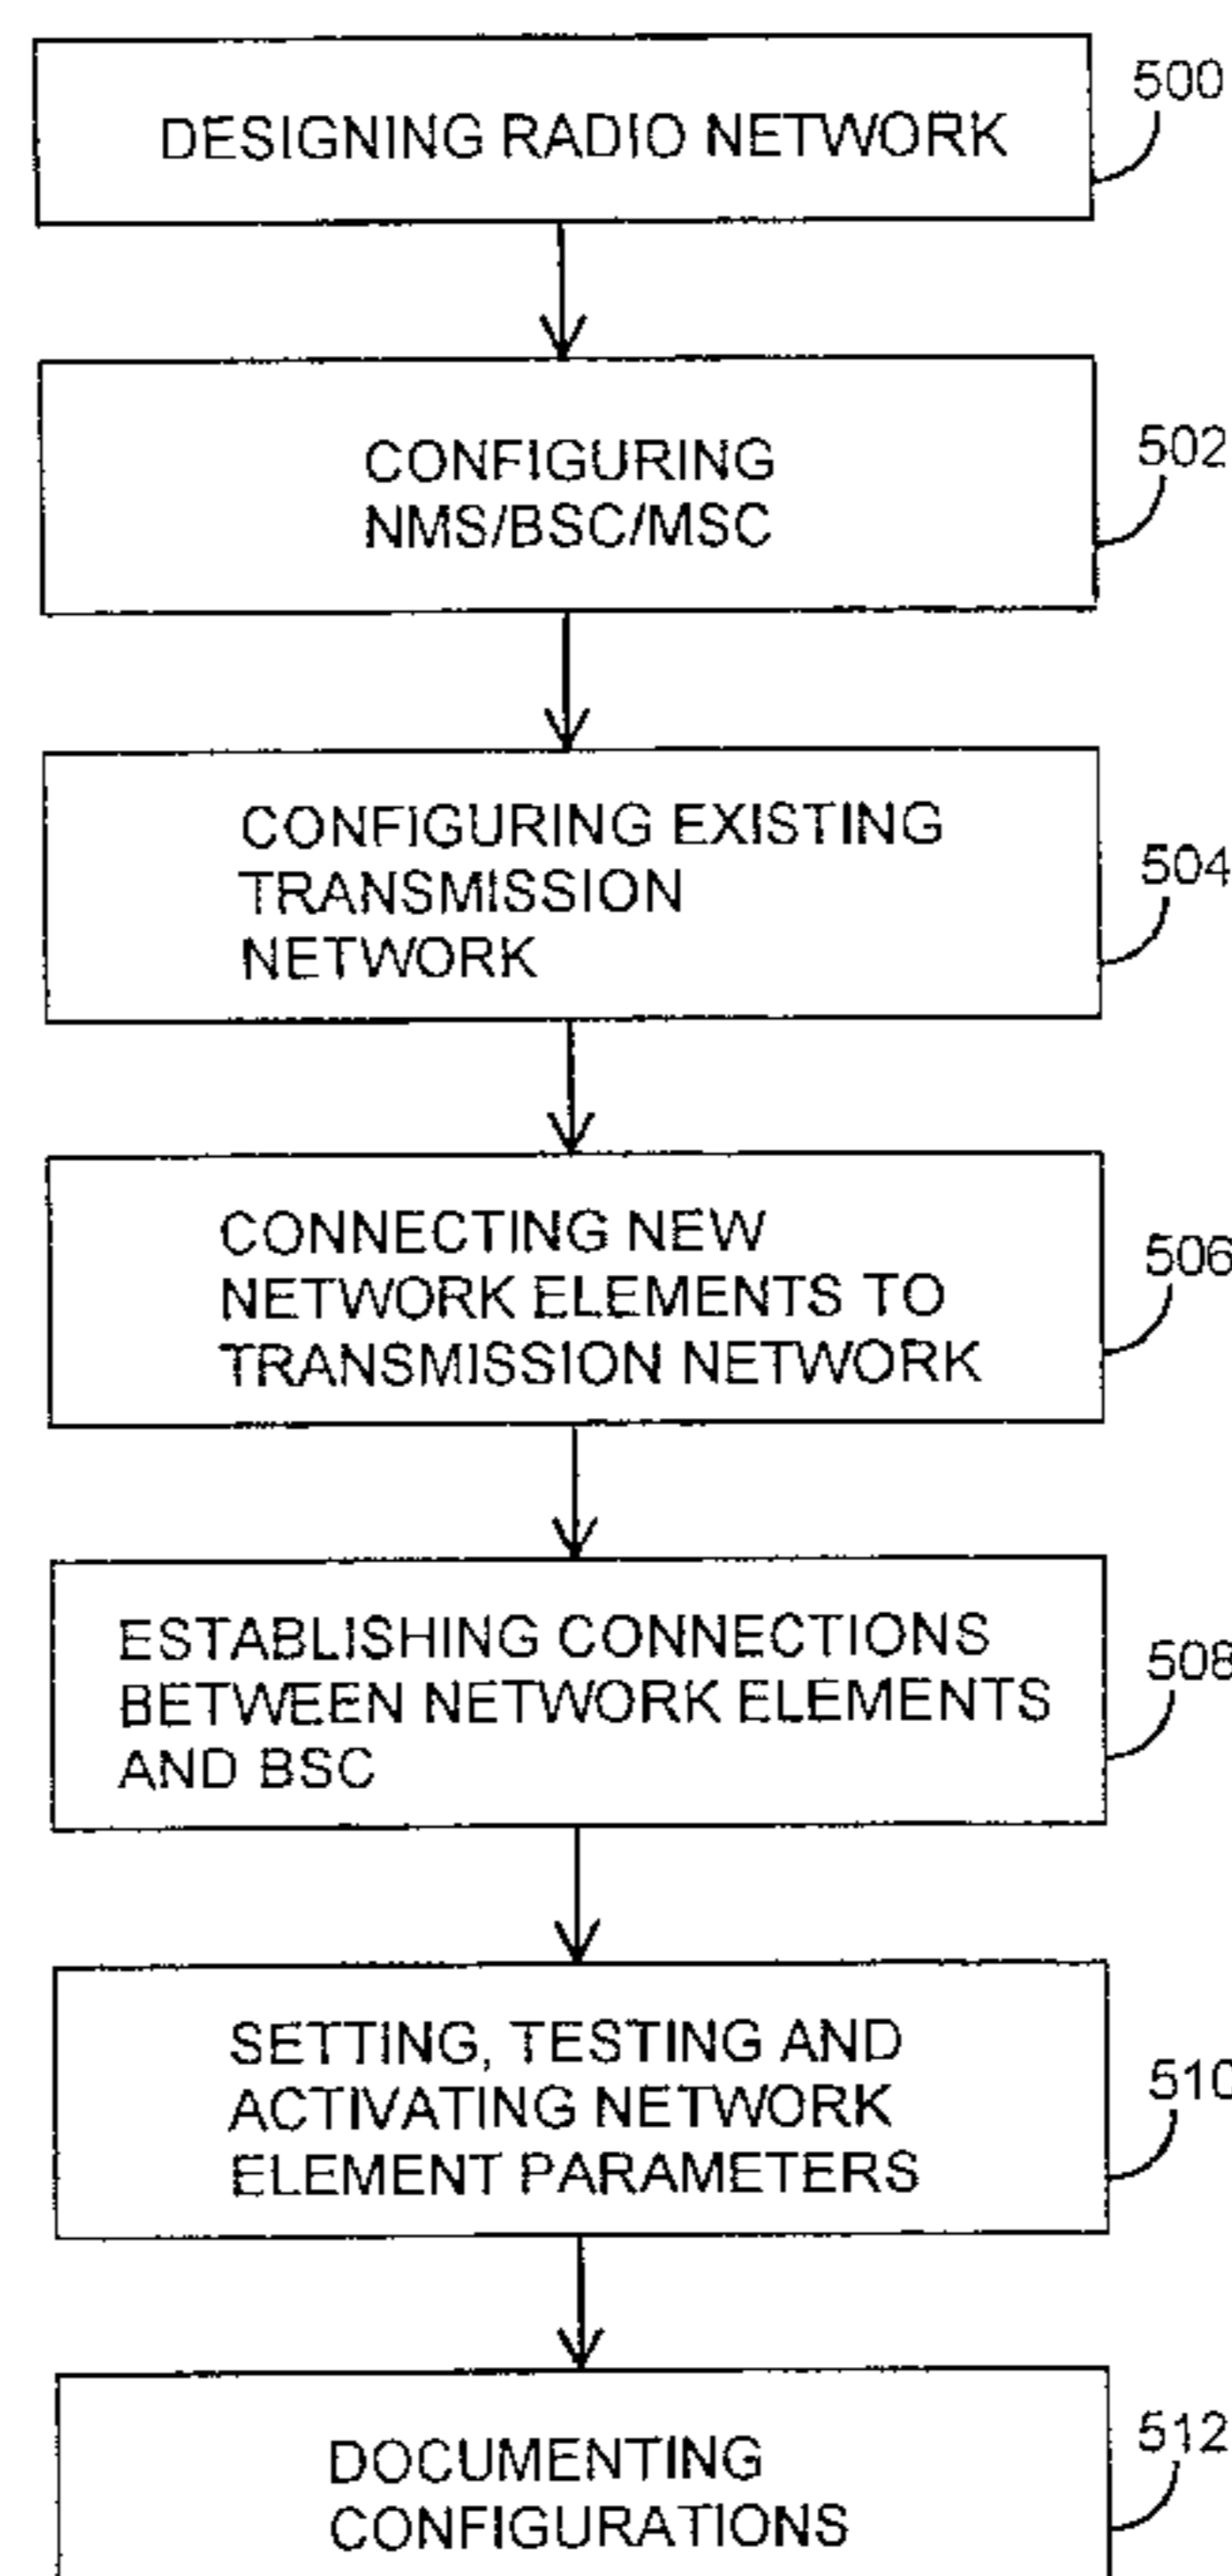 DESIGNING RADIO NETWORK
500
CONFIGURING
NMS/BSC/MSC
502
CONFIGURING EXISTING
TRANSMISSION
NETWORK
504
CONNECTING NEW
NETWORK ELEMENTS TO
TRANSMISSION NETWORK
506
ESTABLISHING CONNECTIONS
BETWEEN NETWORK ELEMENTS
AND BSC
508
SETTING, TESTING AND
ACTIVATING NETWORK
ELEMENT PARAMETERS
510
DOCUMENTING
CONFIGURATIONS
512